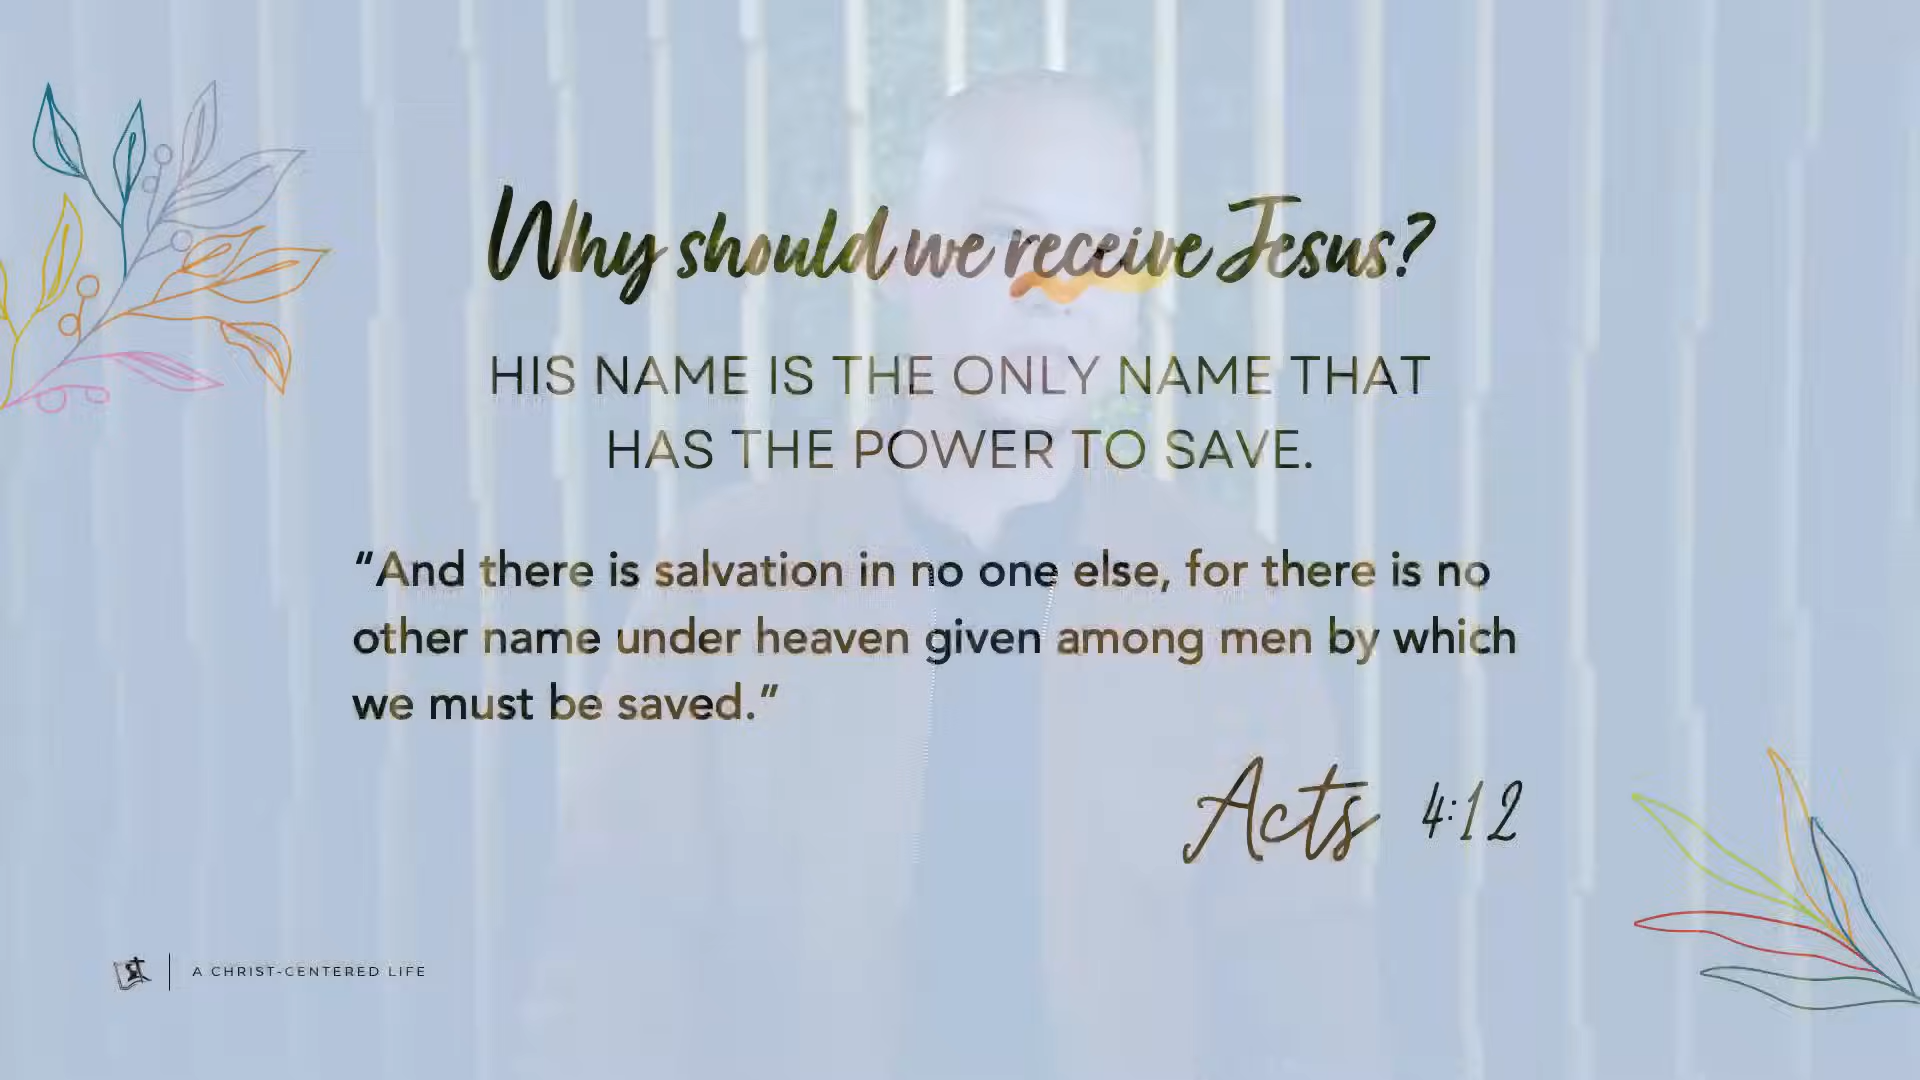 Why should we receive Jesus?
HIS NAME IS THE ONLY NAME THAT
HAS THE POWER TO SAVE.
“And there is salvation in no one else, for there is no
other name under heaven given among men by which
we must be saved.”
Acts 4:12
A CHRIST-CENTERED LIFE